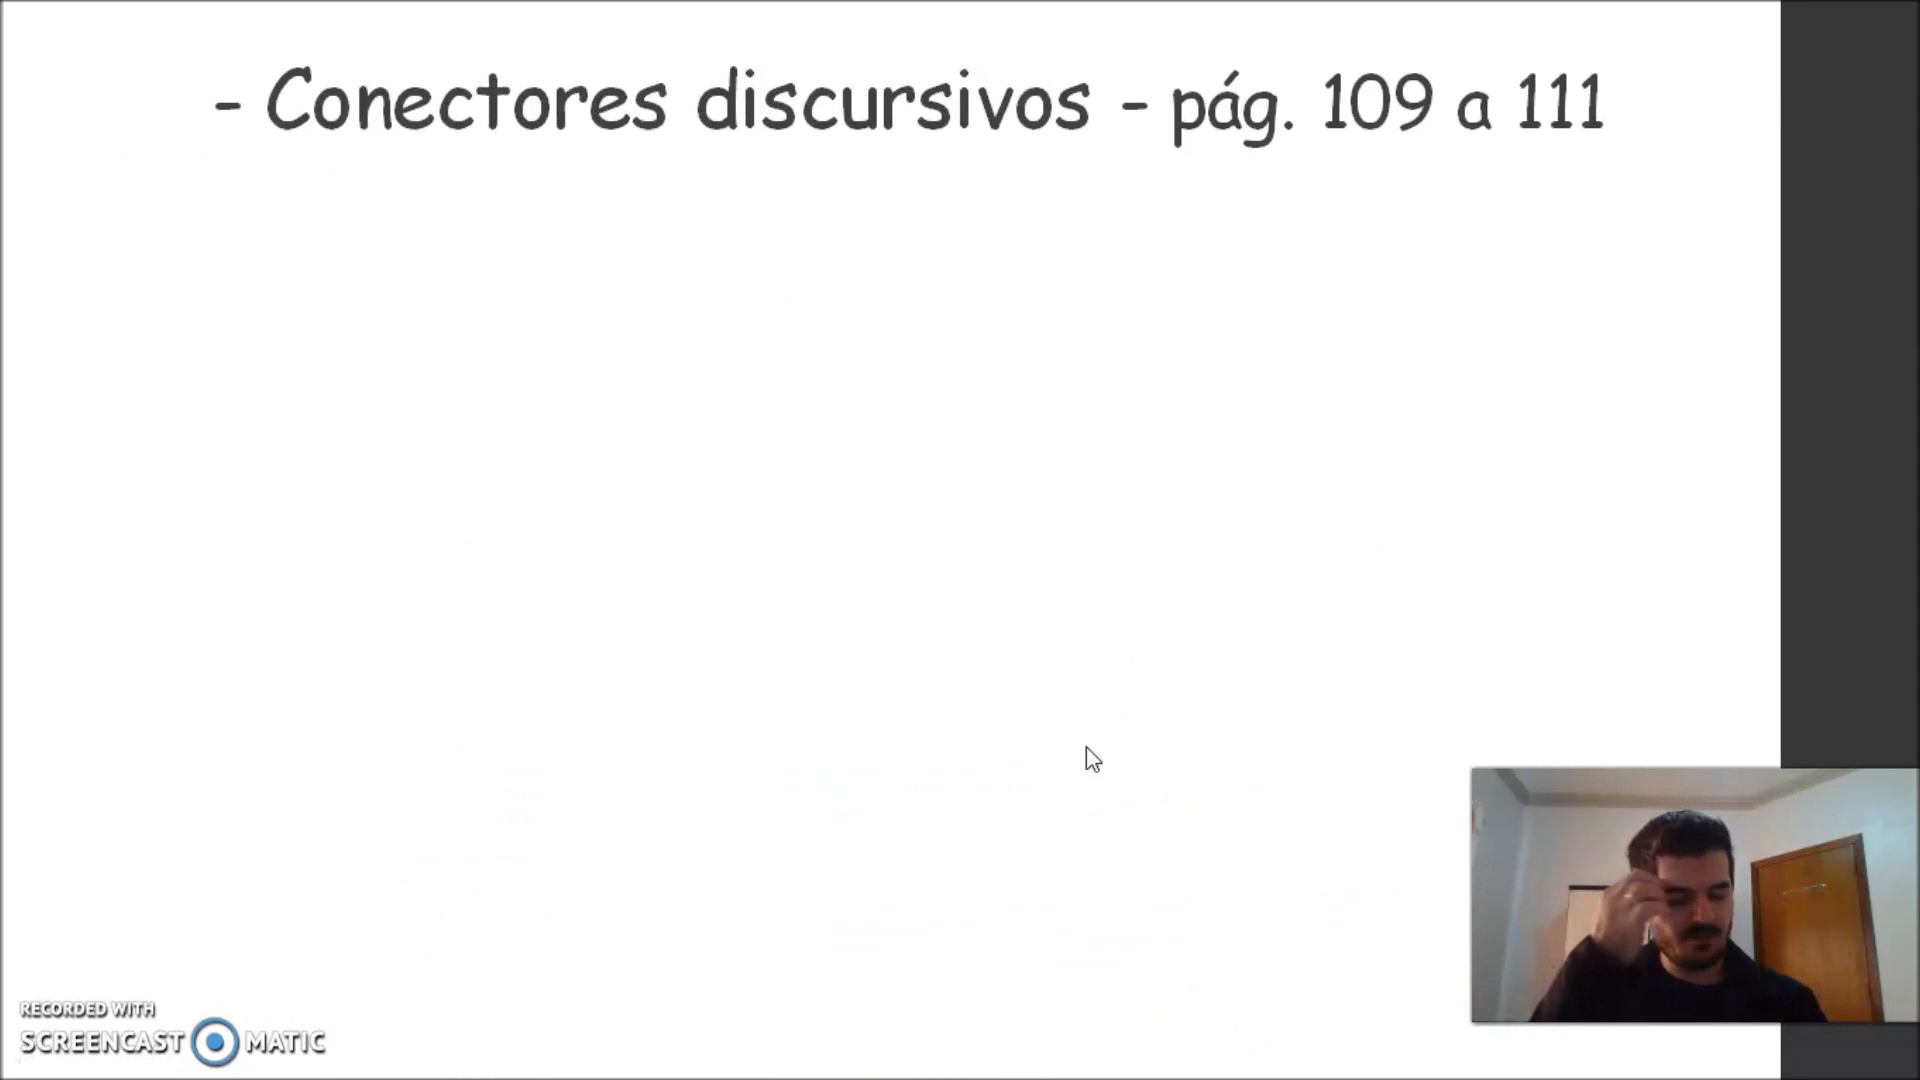 - Conectores discursivos - pág. 109 a 111
RECORDED WITH
SCREENCAST MATIC